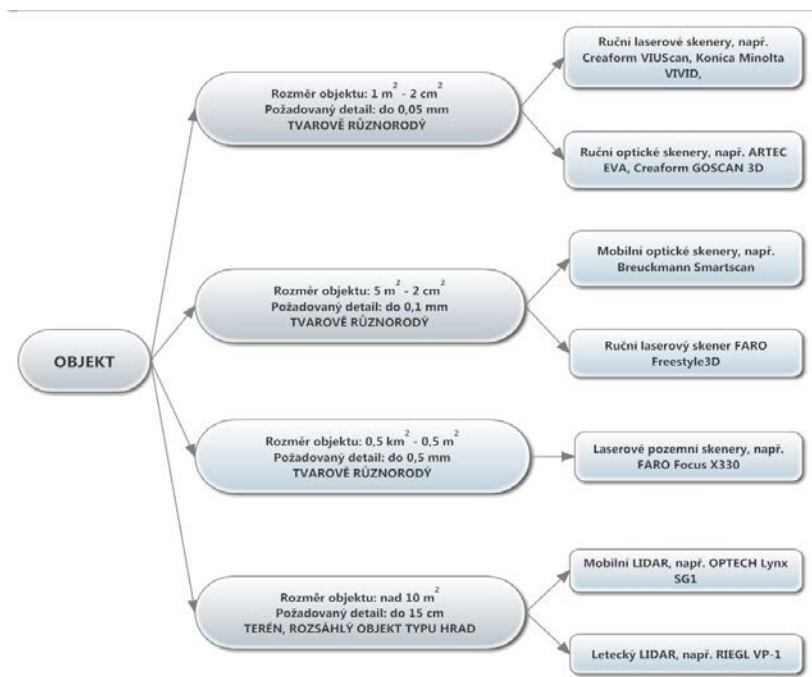 OBJEKT
Rozměr objektu: 1 m² - 2 cm²
Požadovaný detail: do 0,05 mm
TVAROVĚ RŮZNORODÝ
Ruční laserové skenery, např.
Creaform VIUScan, Konica Minolta
VIVID,
Ruční optické skenery, např. ARTEC
EVA, Creaform GOSCAN 3D
Rozměr objektu: 5 m² - 2 cm²
Požadovaný detail: do 0,1 mm
TVAROVĚ RŮZNORODÝ
Mobilní optické skenery, např.
Breuckmann Smartscan
Ruční laserový skener FARO
Freestyle3D
Rozměr objektu: 0,5 km² - 0,5 m²
Požadovaný detail: do 0,5 mm
TVAROVĚ RŮZNORODÝ
Laserové pozemní skenery, např.
FARO Focus X330
Rozměr objektu: nad 10 m²
Požadovaný detail: do 15 cm
TERÉN, ROZSÁHLÝ OBJEKT TYPU HRAD
Mobilní LIDAR, např. OPTECH Lynx
SG1
Letecký LIDAR, např. RIEGL VP-1